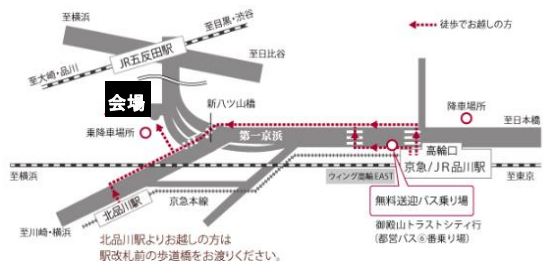 至横浜
至目黒・渋谷
徒歩でお越しの方
JR五反田駅
至日比谷
至大崎・品川
会場
新八ツ山橋
降車場所
乗降車場所
第一京浜
至日本橋
高輪口
京急/JR品川駅
至横浜
至東京
ウィング高輪EAST
無料送迎バス乗り場
北品川駅
京急本線
御殿山トラストシティ行
(都営バス⑥番乗り場)
至川崎・横浜
北品川駅よりお越しの方は
駅改札前の歩道橋をお渡りください。